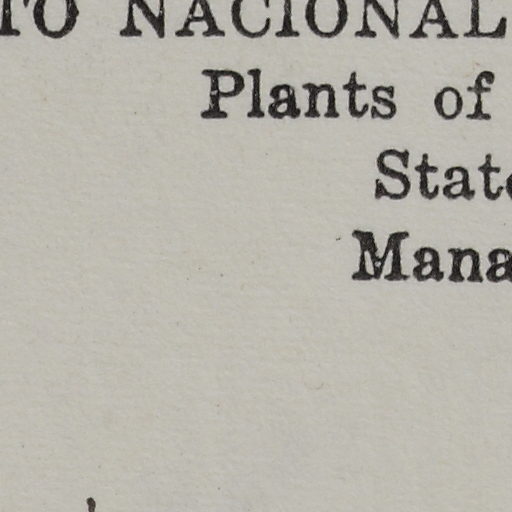 TO NACIONAL
Plants of
State
Mana